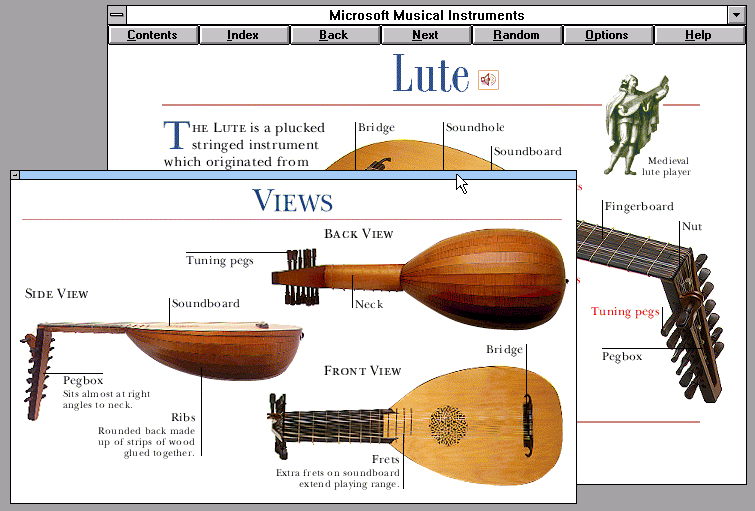 Microsoft Musical Instruments
Contents
Index
Back
Next
Random
Options
Help
Lute
THE LUTE is a plucked
stringed instrument
which originated from
Bridge
Soundhole
Soundboard
Medieval
lute player
Fingerboard
Nut
Tuning pegs
Pegbox
VIEWS
BACK VIEW
Tuning pegs
Neck
SIDE VIEW
Soundboard
Pegbox
Sits almost at right
angles to neck.
Ribs
Rounded back made
up of strips of wood
glued together.
FRONT VIEW
Bridge
Frets
Extra frets on soundboard
extend playing range.